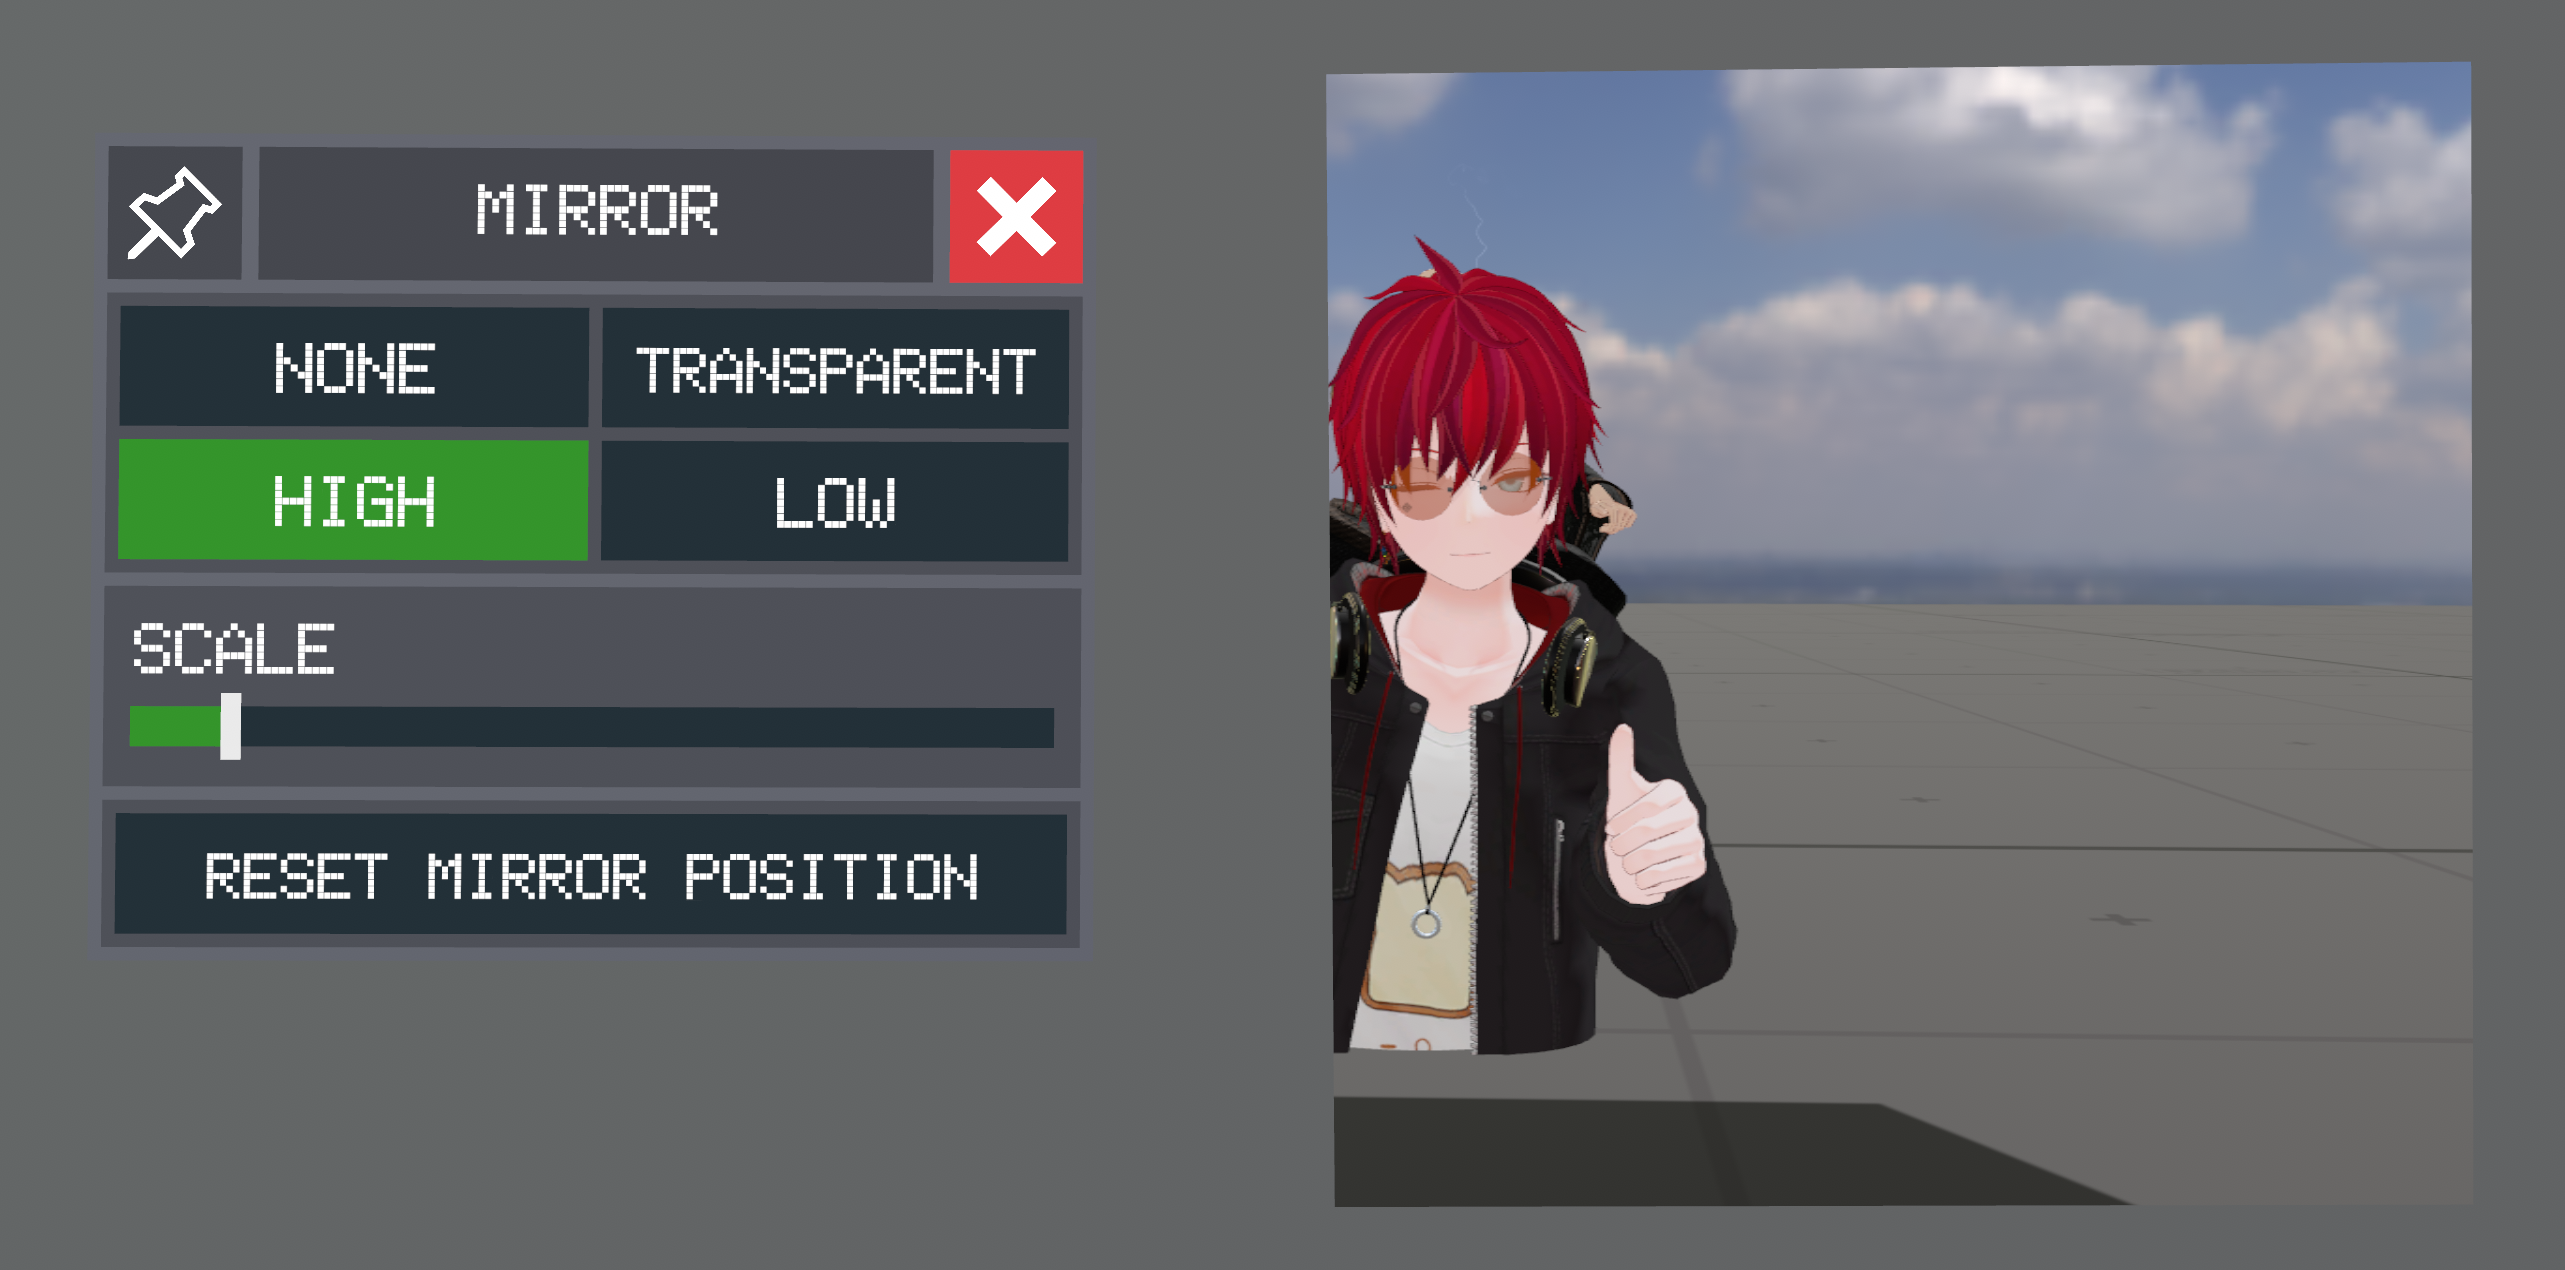 MIRROR
NONE
TRANSPARENT
HIGH
LOW
SCALE
RESET MIRROR POSITION